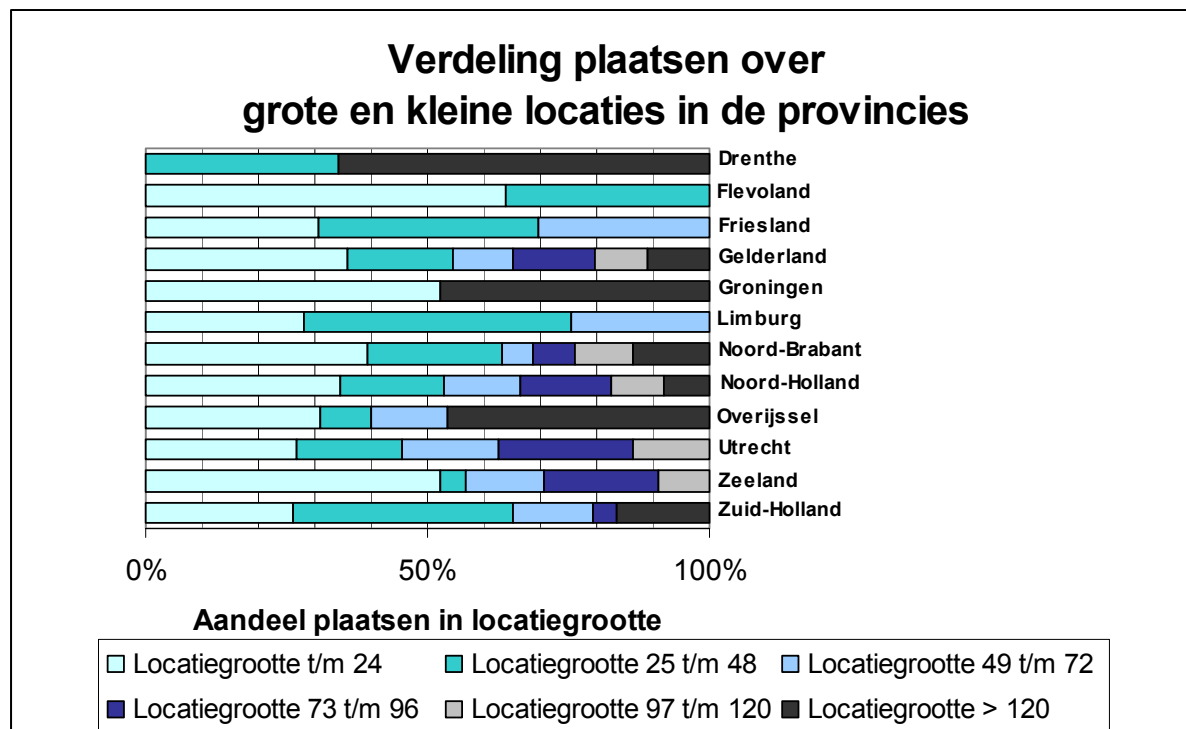 Verdeling plaatsen over
grote en kleine locaties in de provincies
Drenthe
Flevoland
Friesland
Gelderland
Groningen
Limburg
Noord-Brabant
Noord-Holland
Overijssel
Utrecht
Zeeland
Zuid-Holland
0% 50% 100%
Aandeel plaatsen in locatiegrootte
Locatiegrootte t/m 24 Locatiegrootte 25 t/m 48 Locatiegrootte 49 t/m 72
Locatiegrootte 73 t/m 96 Locatiegrootte 97 t/m 120 Locatiegrootte > 120